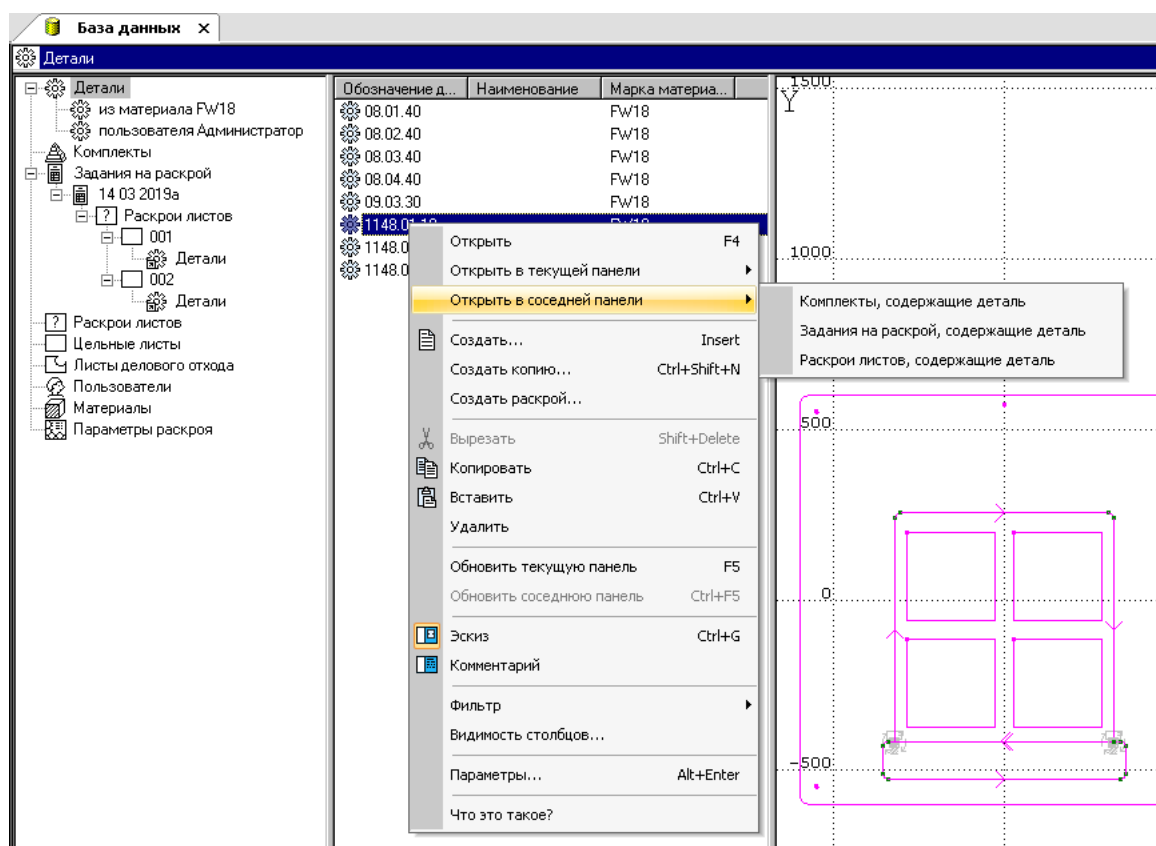 База данных X
Детали
Детали
из материала FW18
пользователя Администратор
Комплекты
Задания на раскрой
14 03 2019a
Раскрои листов
001
Детали
002
Детали
Раскрои листов
Цельные листы
Листы делового отхода
Пользователи
Материалы
Параметры раскроя
Обозначение д... Наименование Марка материа...
08.01.40 FW18
08.02.40 FW18
08.03.40 FW18
08.04.40 FW18
09.03.30 FW18
1148.01.10 FW18
1148.0
1148.0
Открыть F4
Открыть в текущей панели
Открыть в соседней панели
Создать... Insert
Создать копию... Ctrl+Shift+N
Создать раскрой...
Вырезать Shift+Delete
Копировать Ctrl+C
Вставить Ctrl+V
Удалить
Обновить текущую панель F5
Обновить соседнюю панель Ctrl+F5
Эскиз Ctrl+G
Комментарий
Фильтр
Видимость столбцов...
Параметры... Alt+Enter
Что это такое?
Комплекты, содержащие деталь
Задания на раскрой, содержащие деталь
Раскрои листов, содержащие деталь
1500
Y
1000
500
0
-500